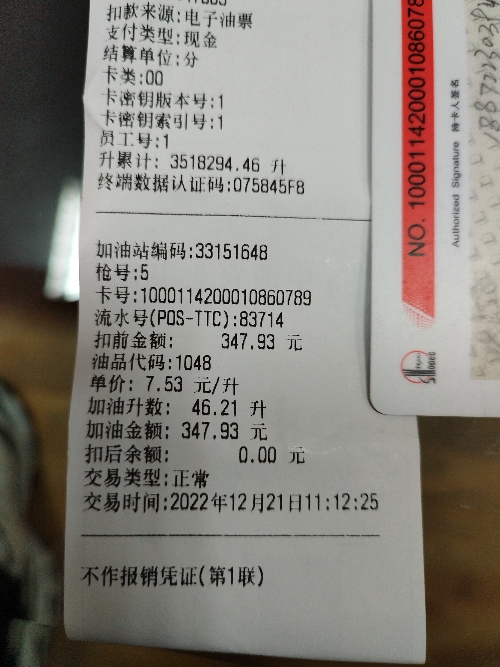 扣款来源:电子油票
支付类型:现金
结算单位:分
卡类:00
卡密钥版本号:1
卡密钥索引号:1
员工号:1
升累计: 3518294.46 升
终端数据认证码:075845F8
加油站编码:33151648
枪号:5
卡号:1000114200010860789
流水号(POS-TTC):83714
扣前金额: 347.93 元
油品代码:1048
单价: 7.53 元/升
加油升数: 46.21 升
加油金额: 347.93 元
扣后余额: 0.00 元
交易类型:正常
交易时间:2022年12月21日11:12:25
不作报销凭证(第1联)
NO. 100011420001086078
Authorized Signature 持卡人签名